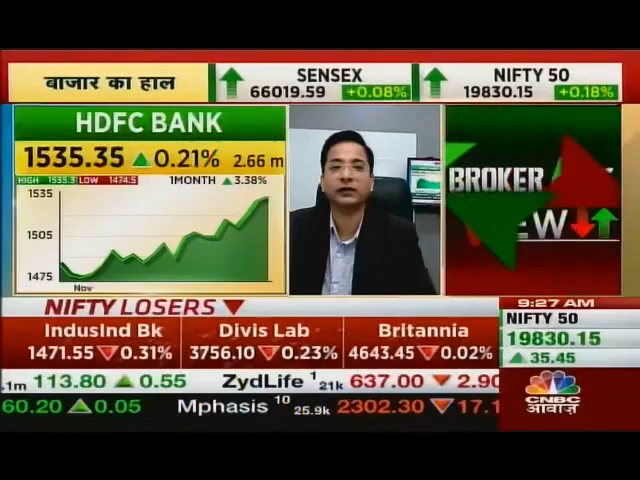 बाजार का हाल
SENSEX
66019.59 +0.08%
NIFTY 50
19830.15 +0.18%
HDFC BANK
1535.35 0.21% 2.66 m
HIGH 1535.3 LOW 1474.5 1MONTH 3.38%
1535
1505
1475
Nov
BROKER
NIFTY LOSERS
IndusInd Bk
1471.55 0.31%
Divis Lab
3756.10 0.23%
Britannia
4643.45 0.02%
9:27 AM
NIFTY 50
19830.15
35.45
.1m 113.80 0.55 ZydLife 1 21k 637.00 2.90
60.20 0.05 Mphasis 10 25.9k 2302.30 17.1
CNBC
आवाज़